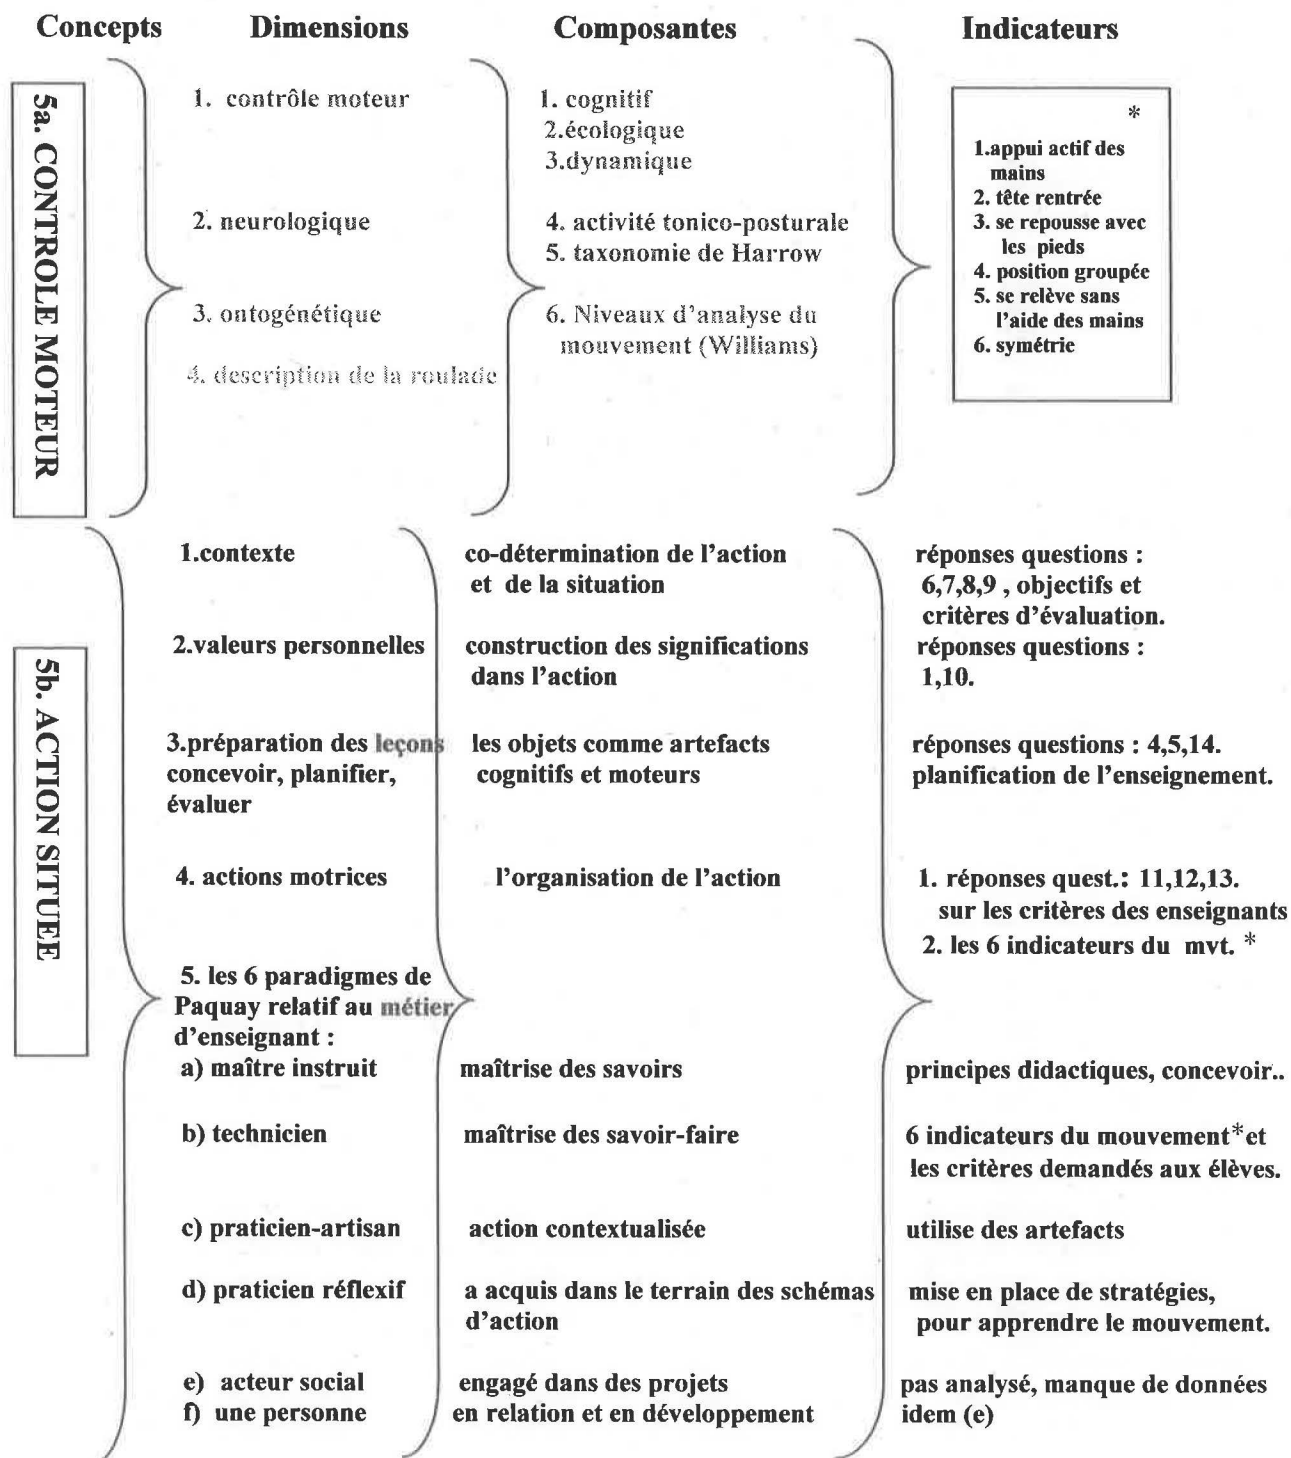 Concepts Dimensions Composantes Indicateurs
5a. CONTROLE MOTEUR
1. contrôle moteur
2. neurologique
3. ontogénétique
4. description de la roulade
1. cognitif
2.écologique
3.dynamique
4. activité tonico-posturale
5. taxonomie de Harrow
6. Niveaux d'analyse du
mouvement (Williams)
*
1.appui actif des
mains
2. tête rentrée
3. se repousse avec
les pieds
4. position groupée
5. se relève sans
l'aide des mains
6. symétrie
5b. ACTION SITUEE
1.contexte
co-détermination de l'action
et de la situation
réponses questions :
6,7,8,9 , objectifs et
critères d'évaluation.
2.valeurs personnelles
construction des significations
dans l'action
réponses questions :
1,10.
3.préparation des leçons
concevoir, planifier,
évaluer
les objets comme artefacts
cognitifs et moteurs
réponses questions : 4,5,14.
planification de l'enseignement.
4. actions motrices
l'organisation de l'action
1. réponses quest.: 11,12,13.
sur les critères des enseignants
2. les 6 indicateurs du mvt. *
5. les 6 paradigmes de
Paquay relatif au métier
d'enseignant :
a) maître instruit
maîtrise des savoirs
principes didactiques, concevoir..
b) technicien
maîtrise des savoir-faire
6 indicateurs du mouvement*et
les critères demandés aux élèves.
c) praticien-artisan
action contextualisée
utilise des artefacts
d) praticien réflexif
a acquis dans le terrain des schémas
d'action
mise en place de stratégies,
pour apprendre le mouvement.
e) acteur social
engagé dans des projets
pas analysé, manque de données
f) une personne
en relation et en développement
idem (e)